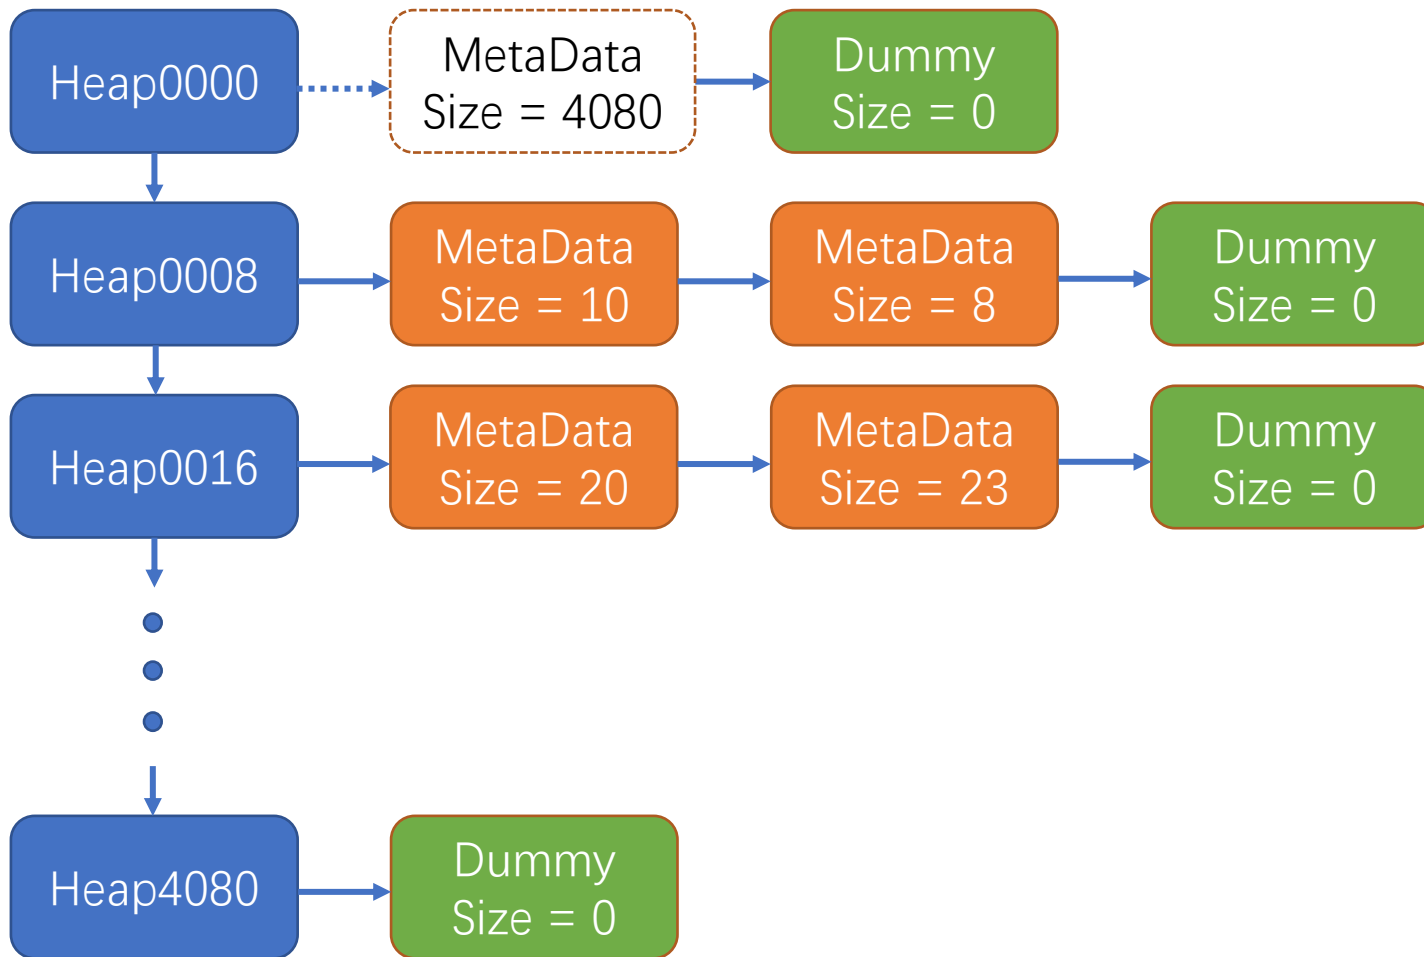 Heap0000
MetaData
Size = 4080
Dummy
Size = 0
Heap0008
MetaData
Size = 10
MetaData
Size = 8
Dummy
Size = 0
Heap0016
MetaData
Size = 20
MetaData
Size = 23
Dummy
Size = 0
Heap4080
Dummy
Size = 0